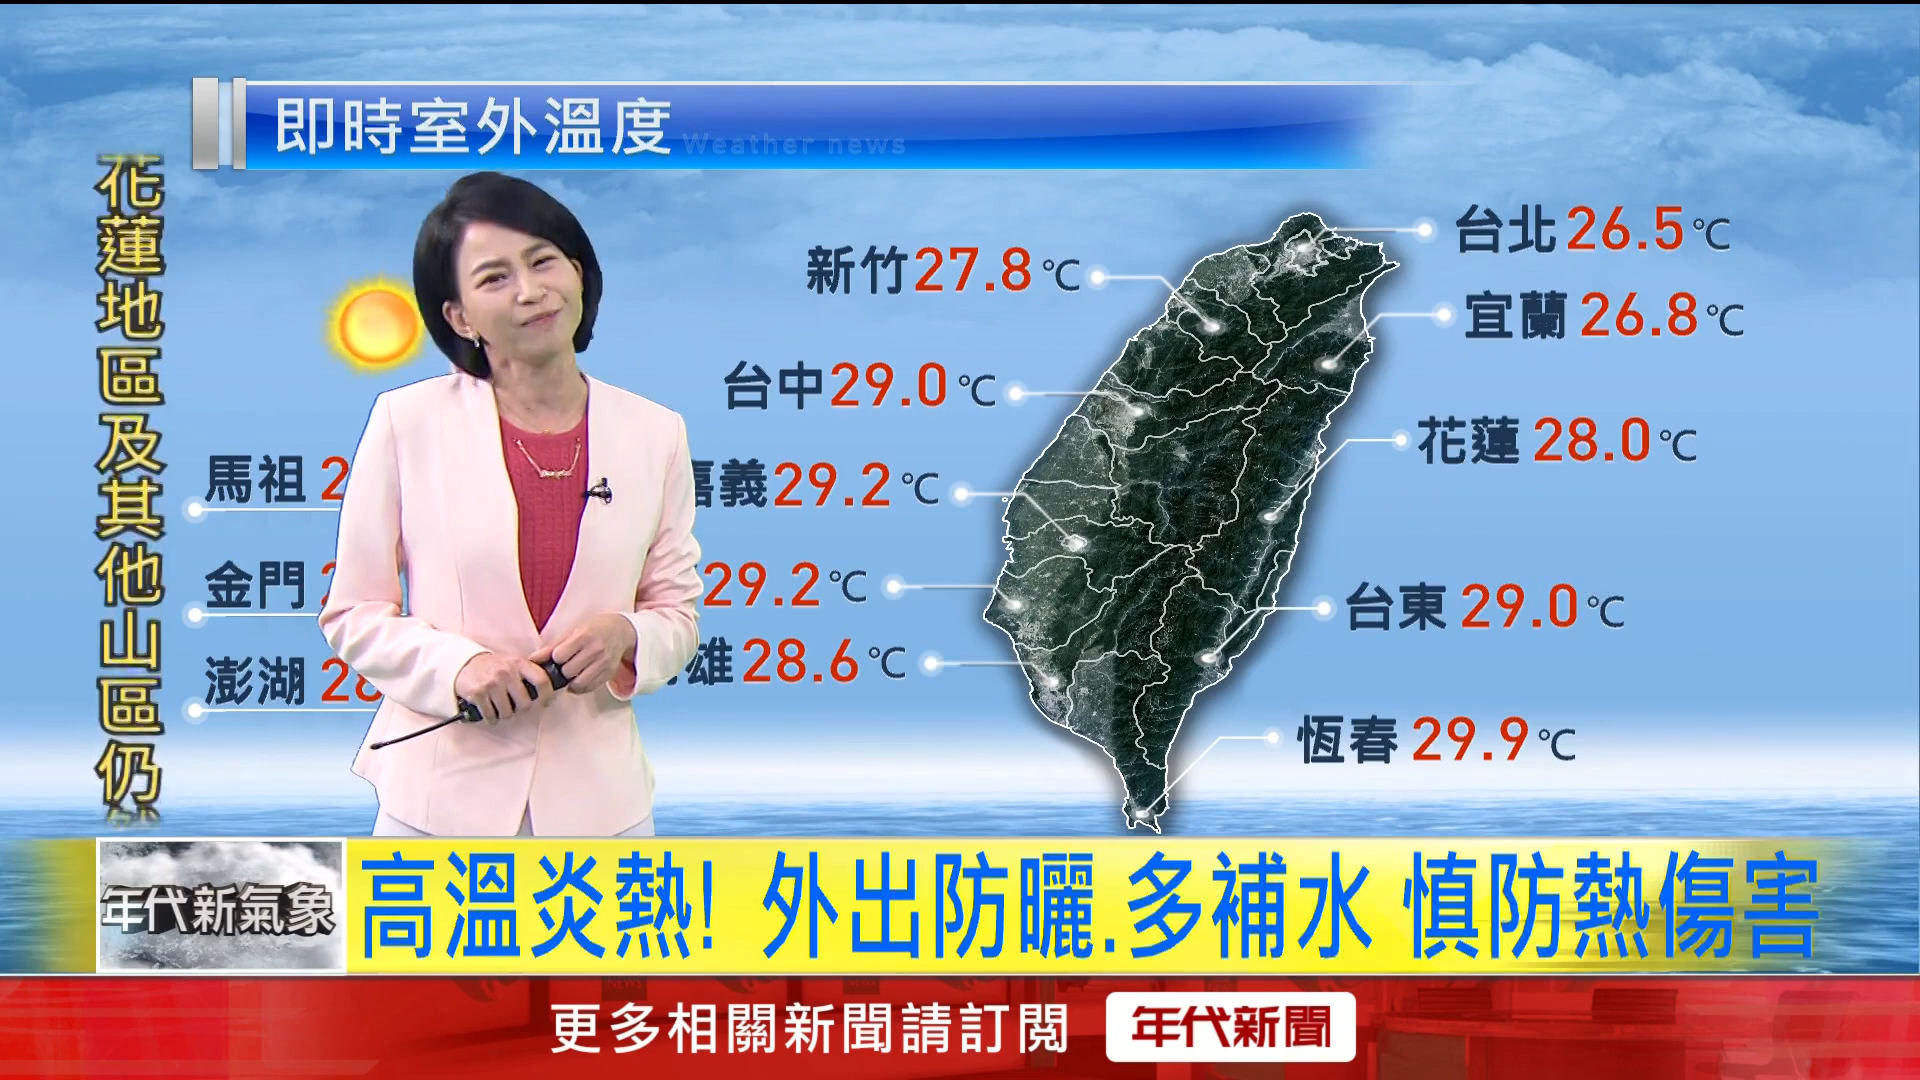 即時室外溫度
Weather news
花蓮地區及其他山區仍
台北 26.5 ℃
新竹 27.8 ℃
宜蘭 26.8 ℃
台中 29.0 ℃
花蓮 28.0 ℃
馬祖 2
義 29.2 ℃
金門
29.2 ℃
台東 29.0 ℃
澎湖 28
雄 28.6 ℃
恆春 29.9 ℃
年代新氣象
高溫炎熱! 外出防曬.多補水 慎防熱傷害
更多相關新聞請訂閱
年代新聞